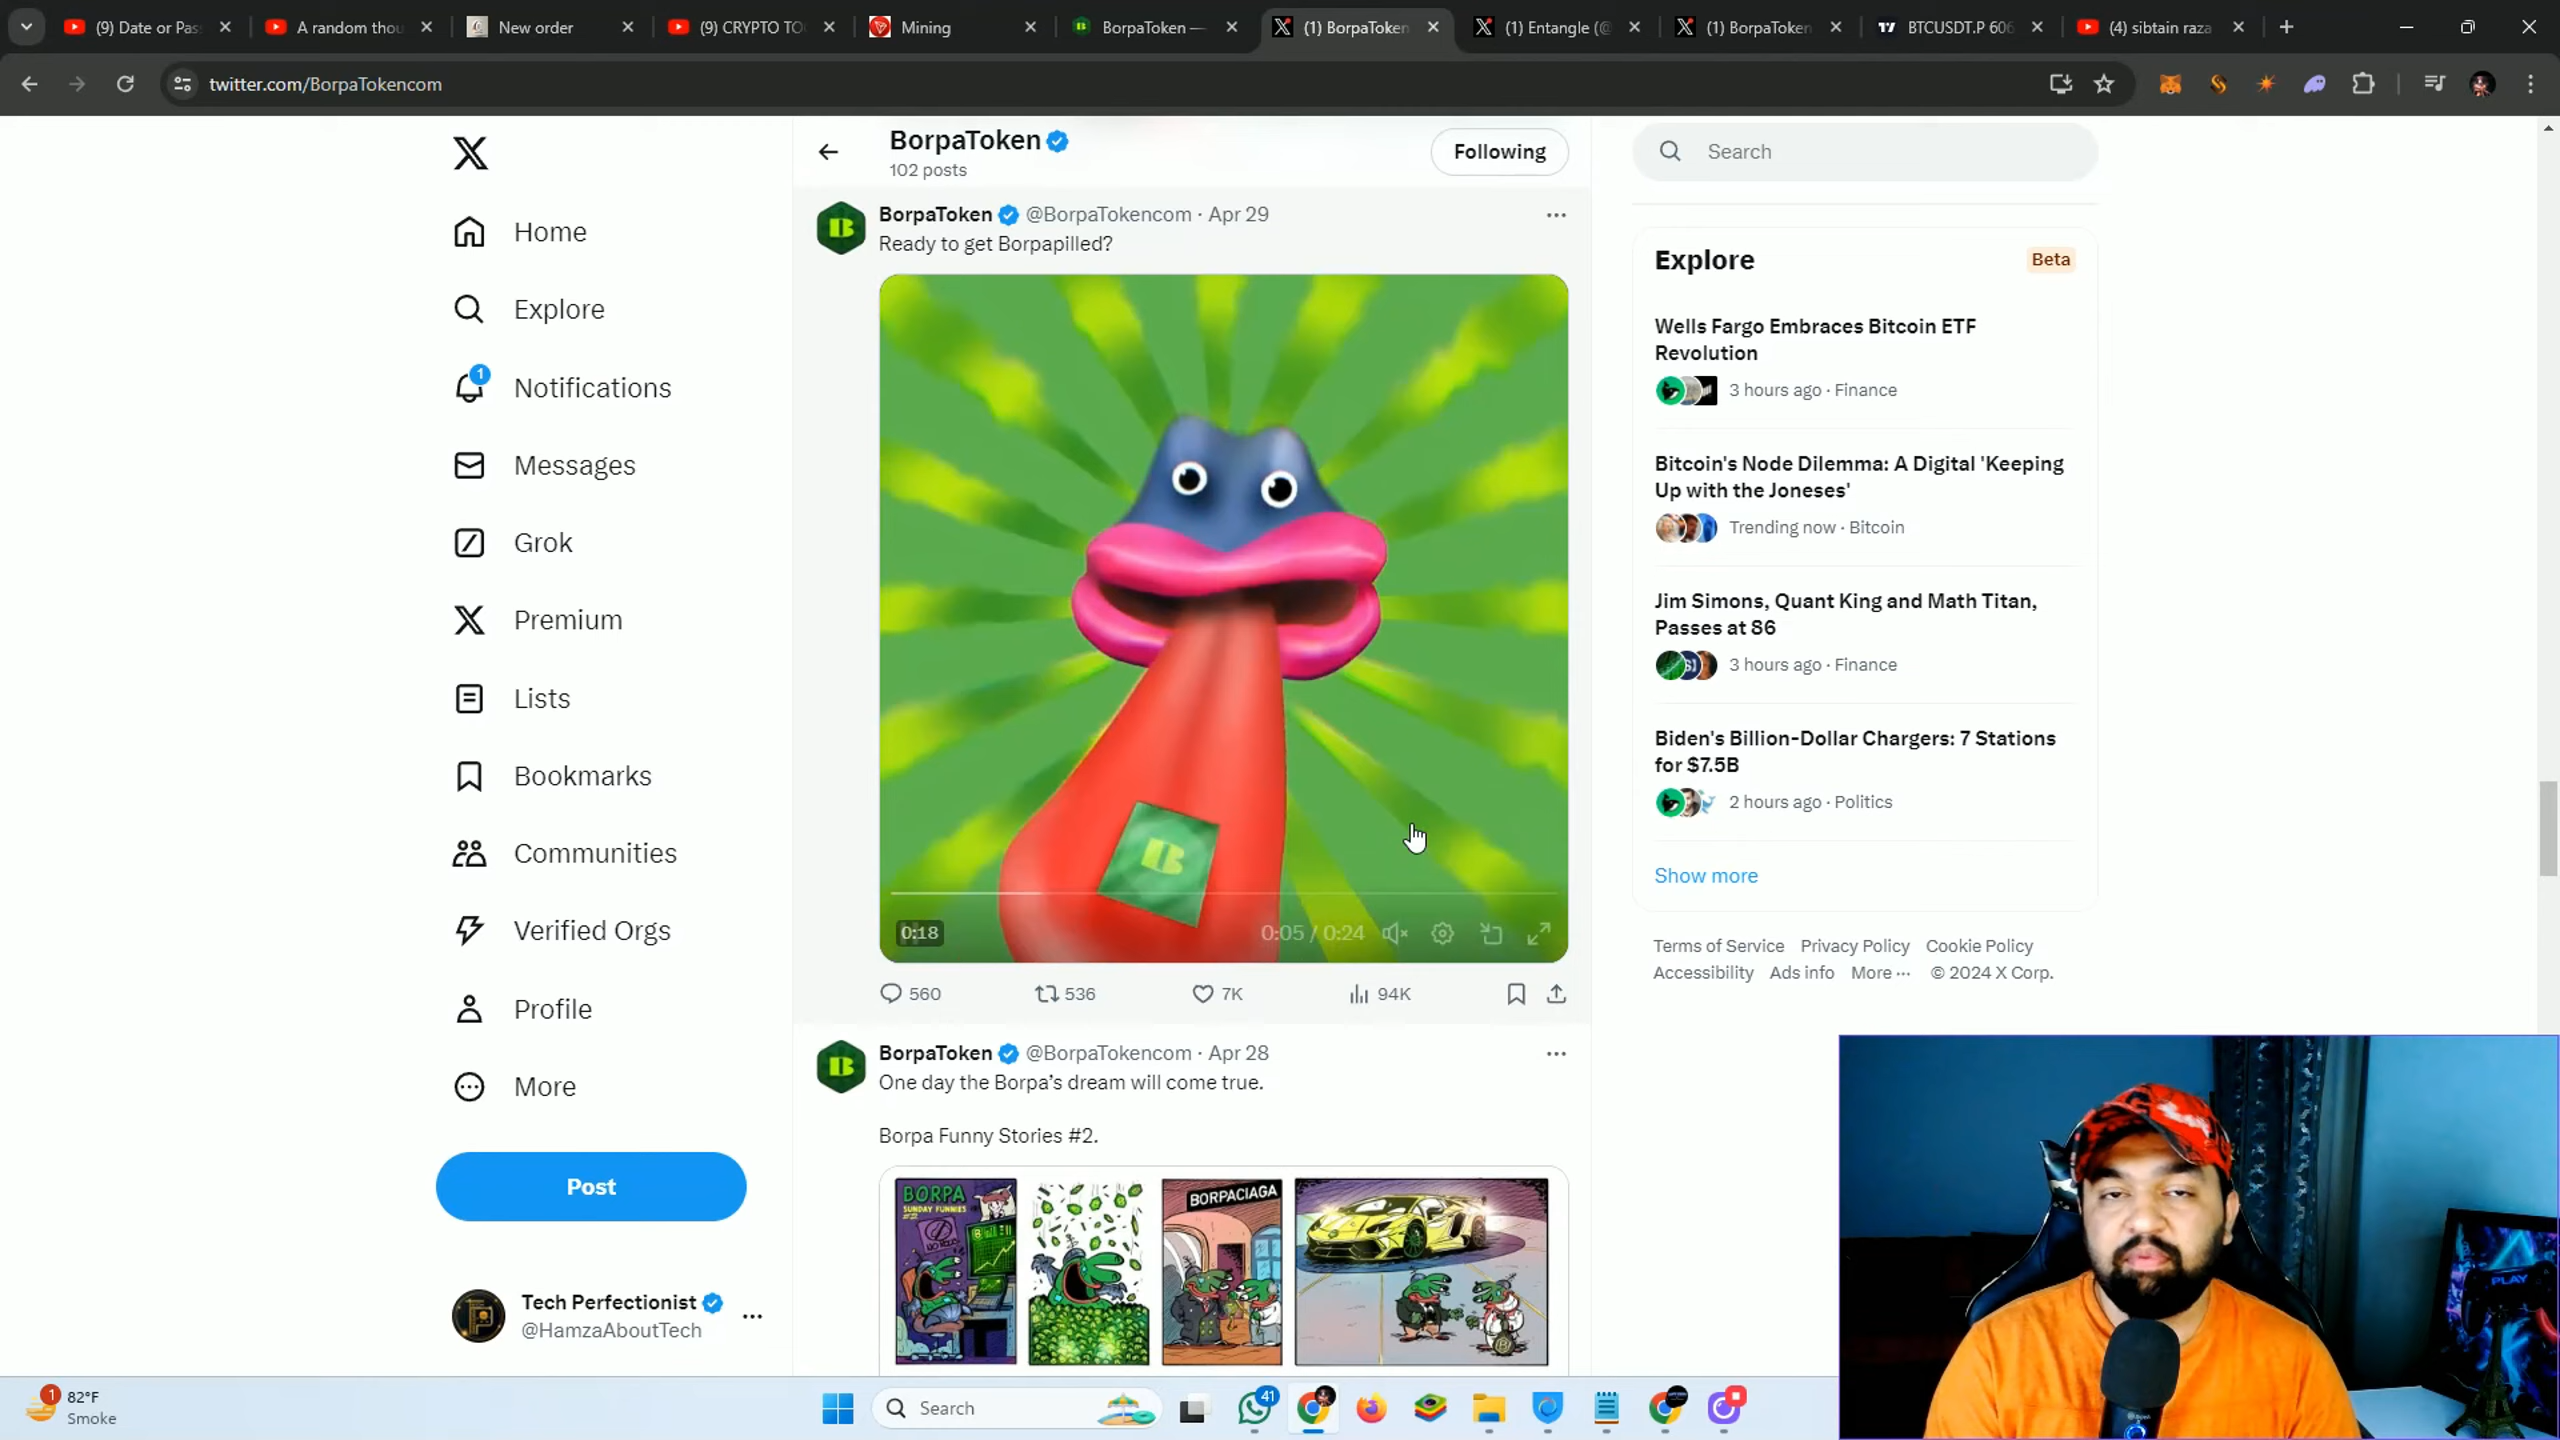 (9) Date or Pas
A random thou
New order
(9) CRYPTO TO
Mining
BorpaToken —
(1) BorpaToken
(1) Entangle (@
(1) BorpaToken
BTCUSDT.P 606
(4) sibtain raza
twitter.com/BorpaTokencom
Home
Explore
1
Notifications
Messages
Grok
Premium
Lists
Bookmarks
Communities
Verified Orgs
Profile
More
Post
Tech Perfectionist
@HamzaAboutTech
BorpaToken
102 posts
Following
BorpaToken @BorpaTokencom · Apr 29
Ready to get Borpapilled?
B
0:18
0:05 / 0:24
560
536
7K
94K
BorpaToken @BorpaTokencom · Apr 28
One day the Borpa’s dream will come true.
Borpa Funny Stories #2.
BORPA
SUNDAY FUNNIES
BORPACIAGA
Search
Explore
Beta
Wells Fargo Embraces Bitcoin ETF
Revolution
3 hours ago · Finance
Bitcoin's Node Dilemma: A Digital 'Keeping
Up with the Joneses'
Trending now · Bitcoin
Jim Simons, Quant King and Math Titan,
Passes at 86
3 hours ago · Finance
Biden's Billion-Dollar Chargers: 7 Stations
for $7.5B
2 hours ago · Politics
Show more
Terms of Service Privacy Policy Cookie Policy
Accessibility Ads info More ··· © 2024 X Corp.
PLAY
1
82°F
Smoke
Search
41